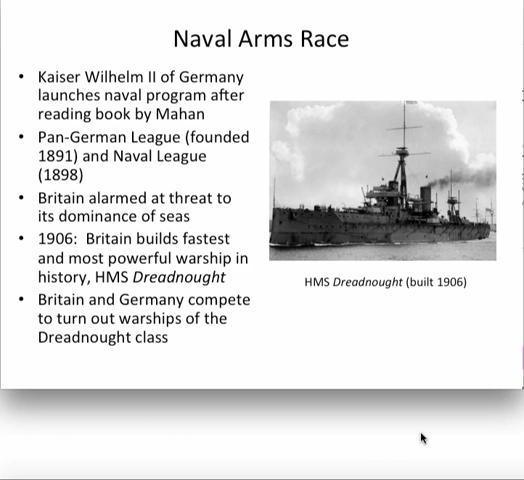 Naval Arms Race
• Kaiser Wilhelm II of Germany
launches naval program after
reading book by Mahan
• Pan-German League (founded
1891) and Naval League
(1898)
• Britain alarmed at threat to
its dominance of seas
• 1906:  Britain builds fastest
and most powerful warship in
history, HMS Dreadnought
• Britain and Germany compete
to turn out warships of the
Dreadnought class
HMS Dreadnought (built 1906)